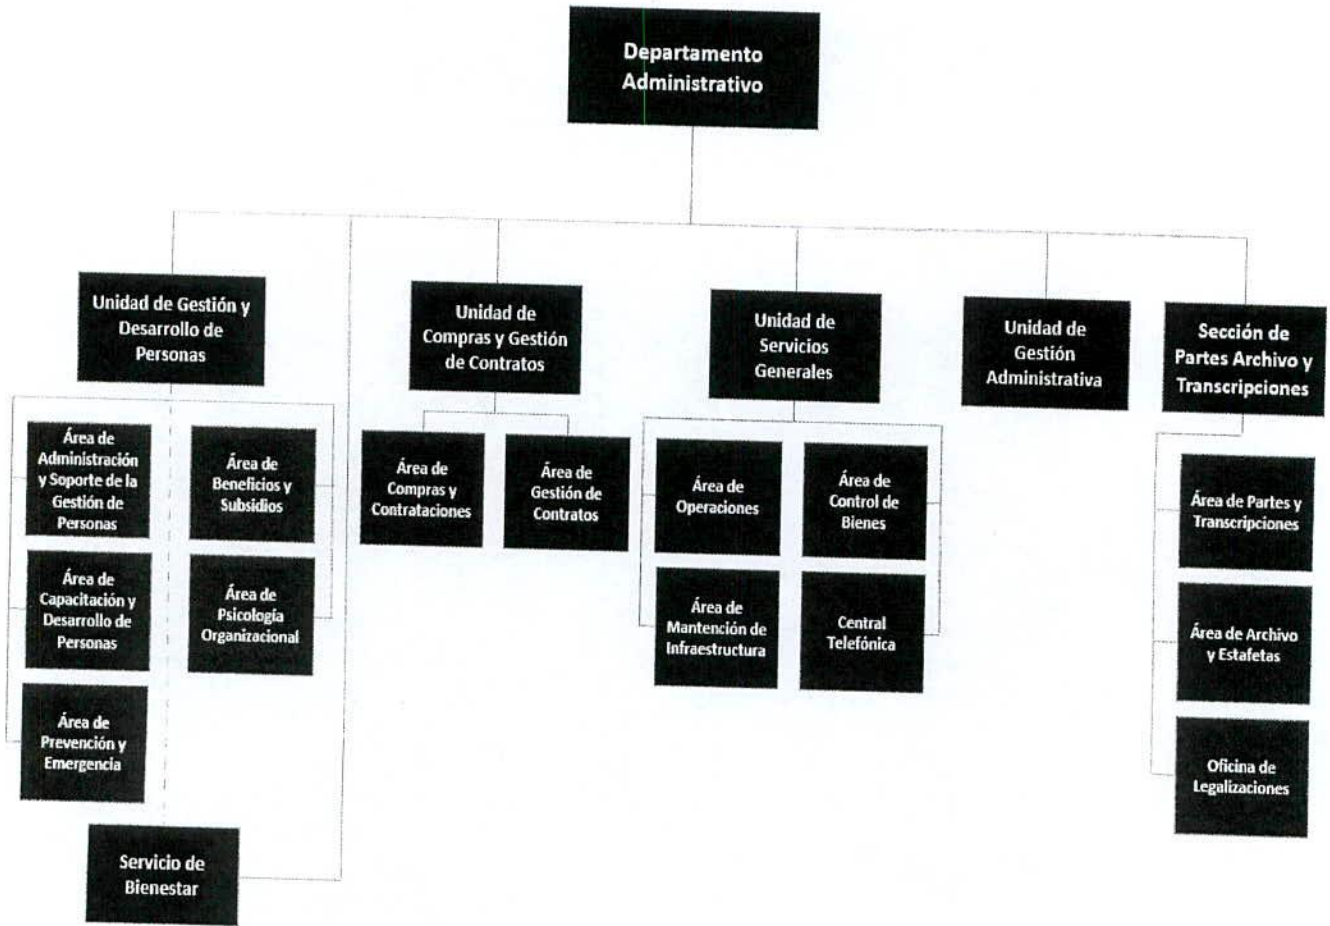 Departamento
Administrativo
Unidad de Gestión y
Desarrollo de
Personas
Unidad de
Compras y Gestión
de Contratos
Unidad de
Servicios
Generales
Unidad de
Gestión
Administrativa
Sección de
Partes Archivo y
Transcripciones
Área de
Administración
y Soporte de la
Gestión de
Personas
Área de
Beneficios y
Subsidios
Área de
Capacitación y
Desarrollo de
Personas
Área de
Psicología
Organizacional
Área de
Prevención y
Emergencia
Servicio de
Bienestar
Área de
Compras y
Contrataciones
Área de
Gestión de
Contratos
Área de
Operaciones
Área de
Control de
Bienes
Área de
Mantención de
Infraestructura
Central
Telefónica
Área de Partes y
Transcripciones
Área de Archivo
y Estafetas
Oficina de
Legalizaciones